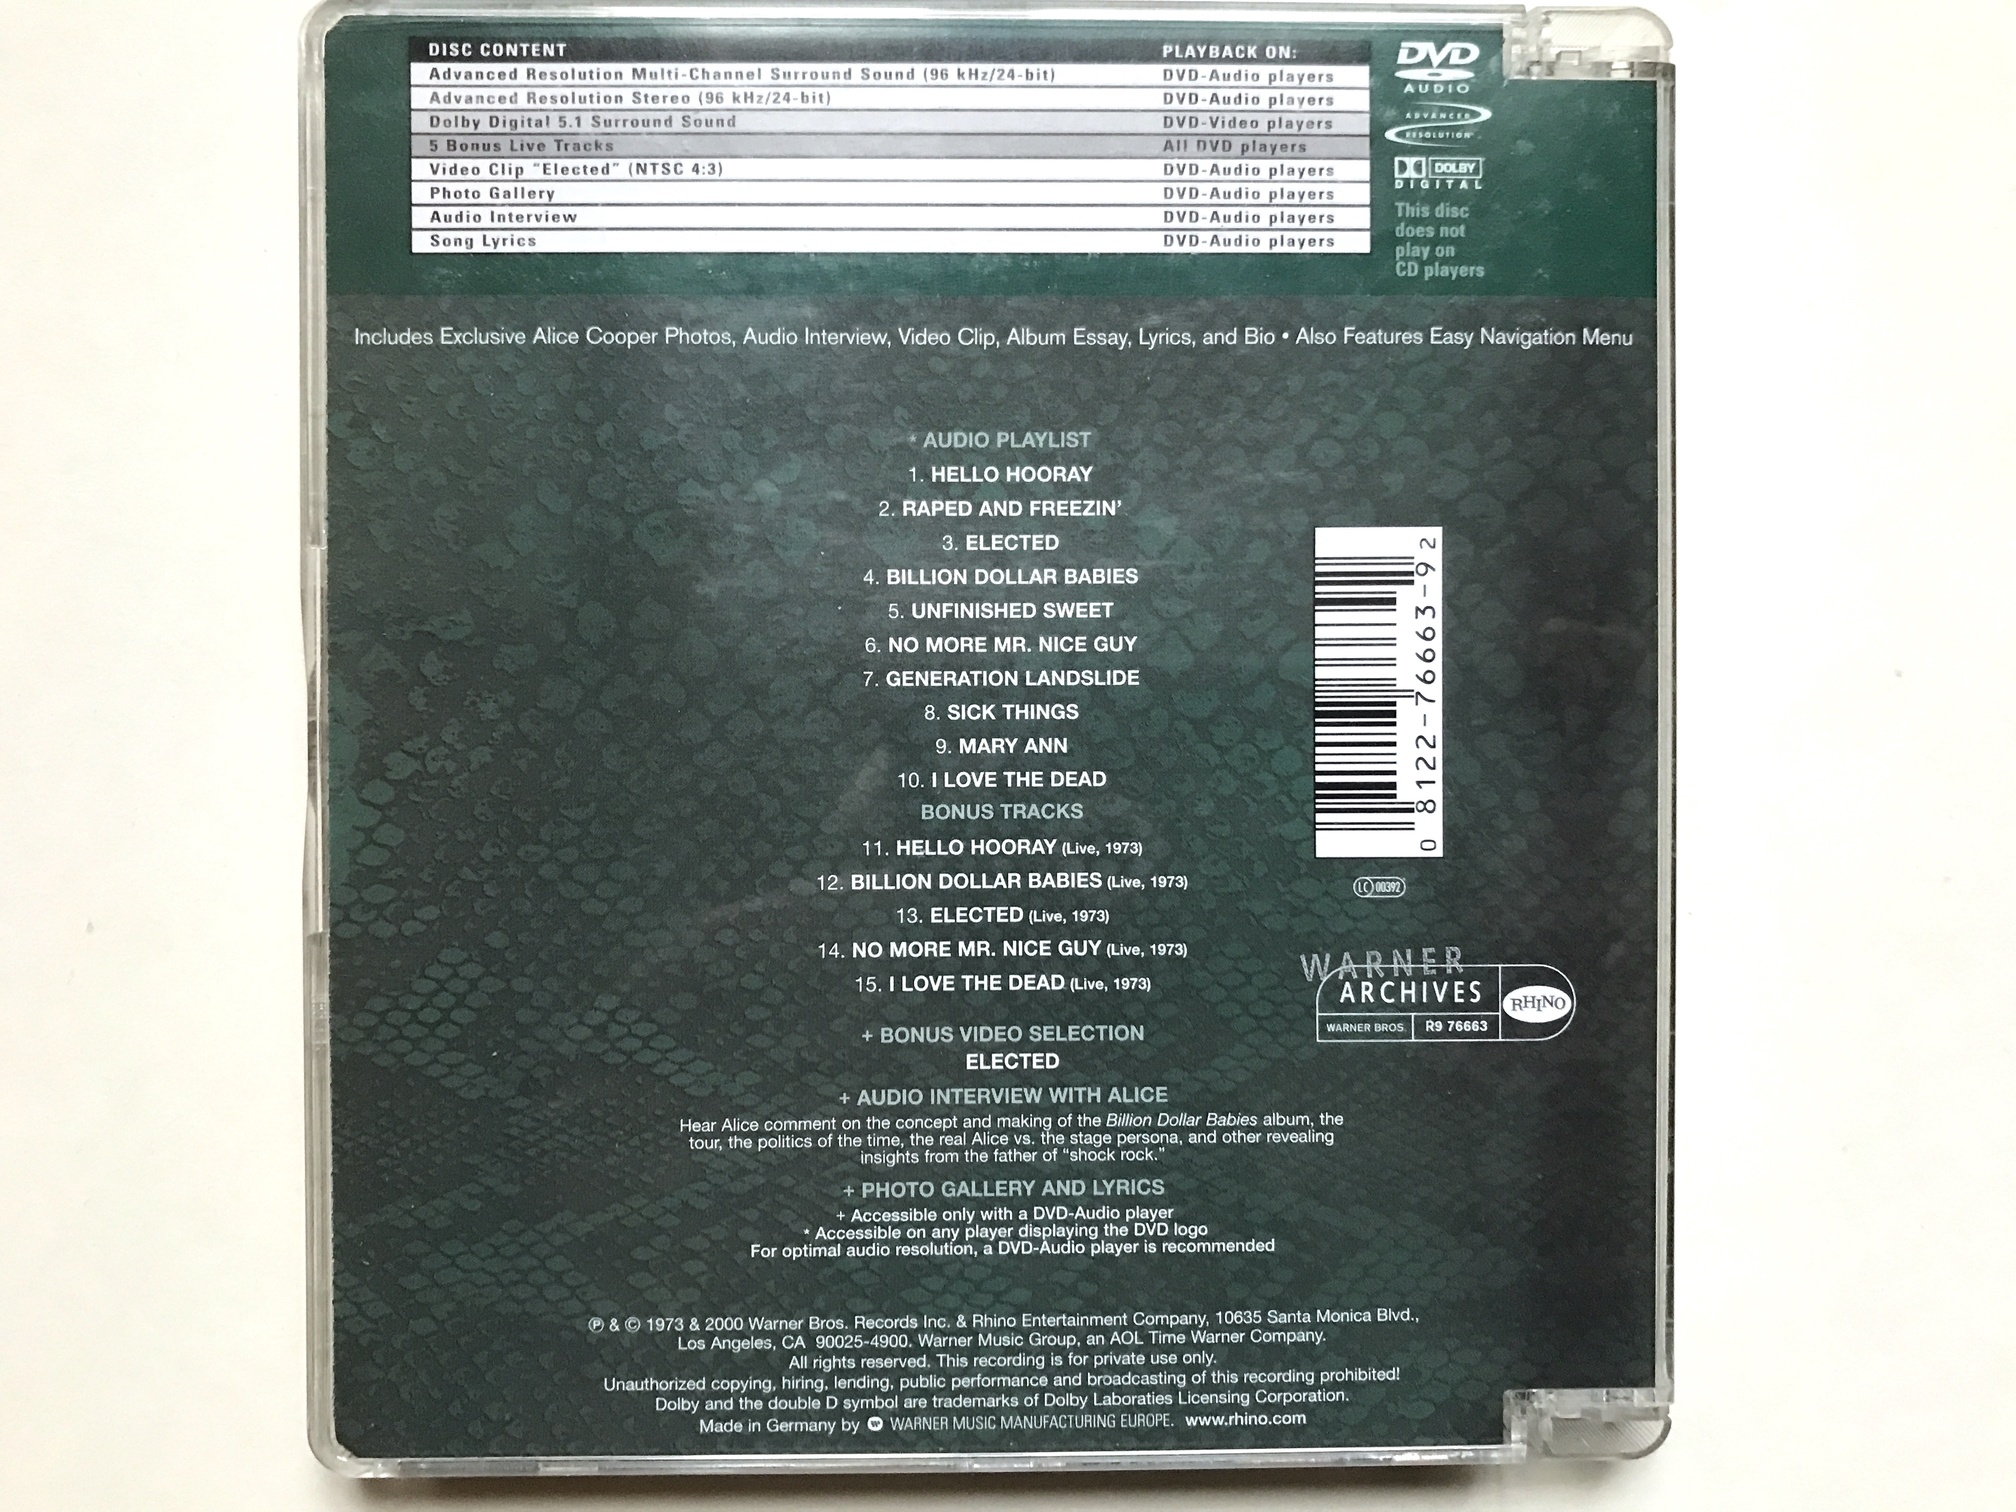 DISC CONTENT PLAYBACK ON:
Advanced Resolution Multi-Channel Surround Sound (96 kHz/24-bit) DVD-Audio players
Advanced Resolution Stereo (96 kHz/24-bit) DVD-Audio players
Dolby Digital 5.1 Surround Sound DVD-Video players
5 Bonus Live Tracks All DVD players
Video Clip "Elected" (NTSC 4:3) DVD-Audio players
Photo Gallery DVD-Audio players
Audio Interview DVD-Audio players
Song Lyrics DVD-Audio players
DVD
AUDIO
ADVANCED
RESOLUTION
DOLBY
DIGITAL
This disc
does not
play on
CD players
Includes Exclusive Alice Cooper Photos, Audio Interview, Video Clip, Album Essay, Lyrics, and Bio • Also Features Easy Navigation Menu
* AUDIO PLAYLIST
1. HELLO HOORAY
2. RAPED AND FREEZIN'
3. ELECTED
4. BILLION DOLLAR BABIES
5. UNFINISHED SWEET
6. NO MORE MR. NICE GUY
7. GENERATION LANDSLIDE
8. SICK THINGS
9. MARY ANN
10. I LOVE THE DEAD
BONUS TRACKS
11. HELLO HOORAY (Live, 1973)
12. BILLION DOLLAR BABIES (Live, 1973)
13. ELECTED (Live, 1973)
14. NO MORE MR. NICE GUY (Live, 1973)
15. I LOVE THE DEAD (Live, 1973)
+ BONUS VIDEO SELECTION
ELECTED
+ AUDIO INTERVIEW WITH ALICE
Hear Alice comment on the concept and making of the Billion Dollar Babies album, the
tour, the politics of the time, the real Alice vs. the stage persona, and other revealing
insights from the father of "shock rock."
+ PHOTO GALLERY AND LYRICS
+ Accessible only with a DVD-Audio player
* Accessible on any player displaying the DVD logo
For optimal audio resolution, a DVD-Audio player is recommended
0 8122-76663-9 2
LC 00392
WARNER
ARCHIVES
RHINO
WARNER BROS. R9 76663
℗ & © 1973 & 2000 Warner Bros. Records Inc. & Rhino Entertainment Company, 10635 Santa Monica Blvd.,
Los Angeles, CA 90025-4900. Warner Music Group, an AOL Time Warner Company.
All rights reserved. This recording is for private use only.
Unauthorized copying, hiring, lending, public performance and broadcasting of this recording prohibited!
Dolby and the double D symbol are trademarks of Dolby Laboraties Licensing Corporation.
Made in Germany by WARNER MUSIC MANUFACTURING EUROPE. www.rhino.com